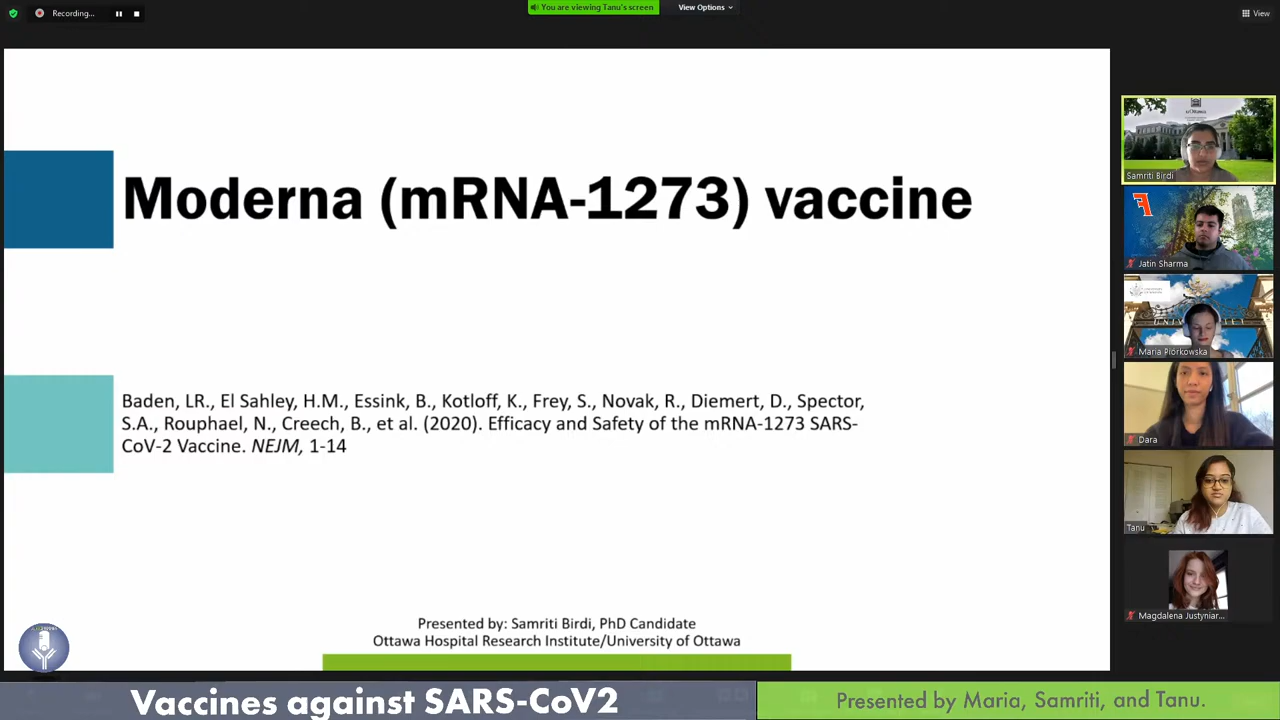 Recording...
You are viewing Tanu's screen
View Options
View
Moderna (mRNA-1273) vaccine
Baden, LR., El Sahley, H.M., Essink, B., Kotloff, K., Frey, S., Novak, R., Diemert, D., Spector,
S.A., Rouphael, N., Creech, B., et al. (2020). Efficacy and Safety of the mRNA-1273 SARS-
CoV-2 Vaccine. NEJM, 1-14
Presented by: Samriti Birdi, PhD Candidate
Ottawa Hospital Research Institute/University of Ottawa
uOttawa
Samriti Birdi
Jatin Sharma
Maria Piorkowska
Dara
Tanu
Magdalena Justyniar...
Vaccines against SARS-CoV2
Presented by Maria, Samriti, and Tanu.